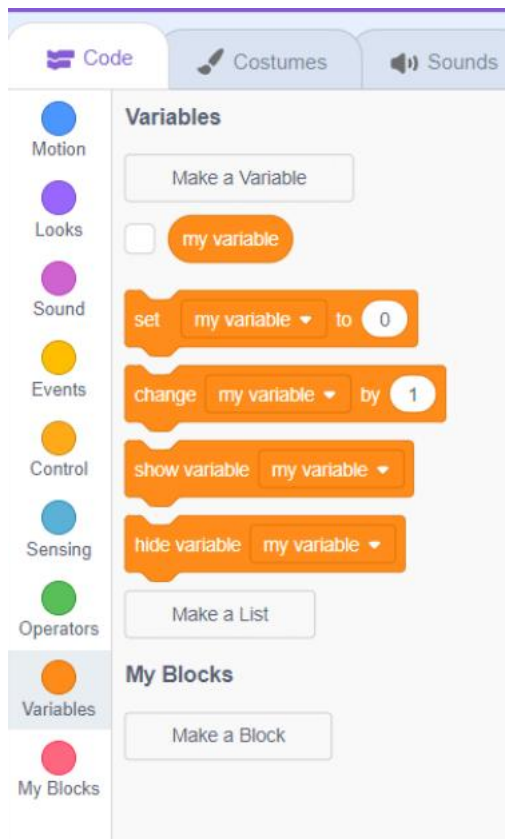 Code
Costumes
Sounds
Motion
Looks
Sound
Events
Control
Sensing
Operators
Variables
My Blocks
Variables
Make a Variable
my variable
set my variable to 0
change my variable by 1
show variable my variable
hide variable my variable
Make a List
My Blocks
Make a Block